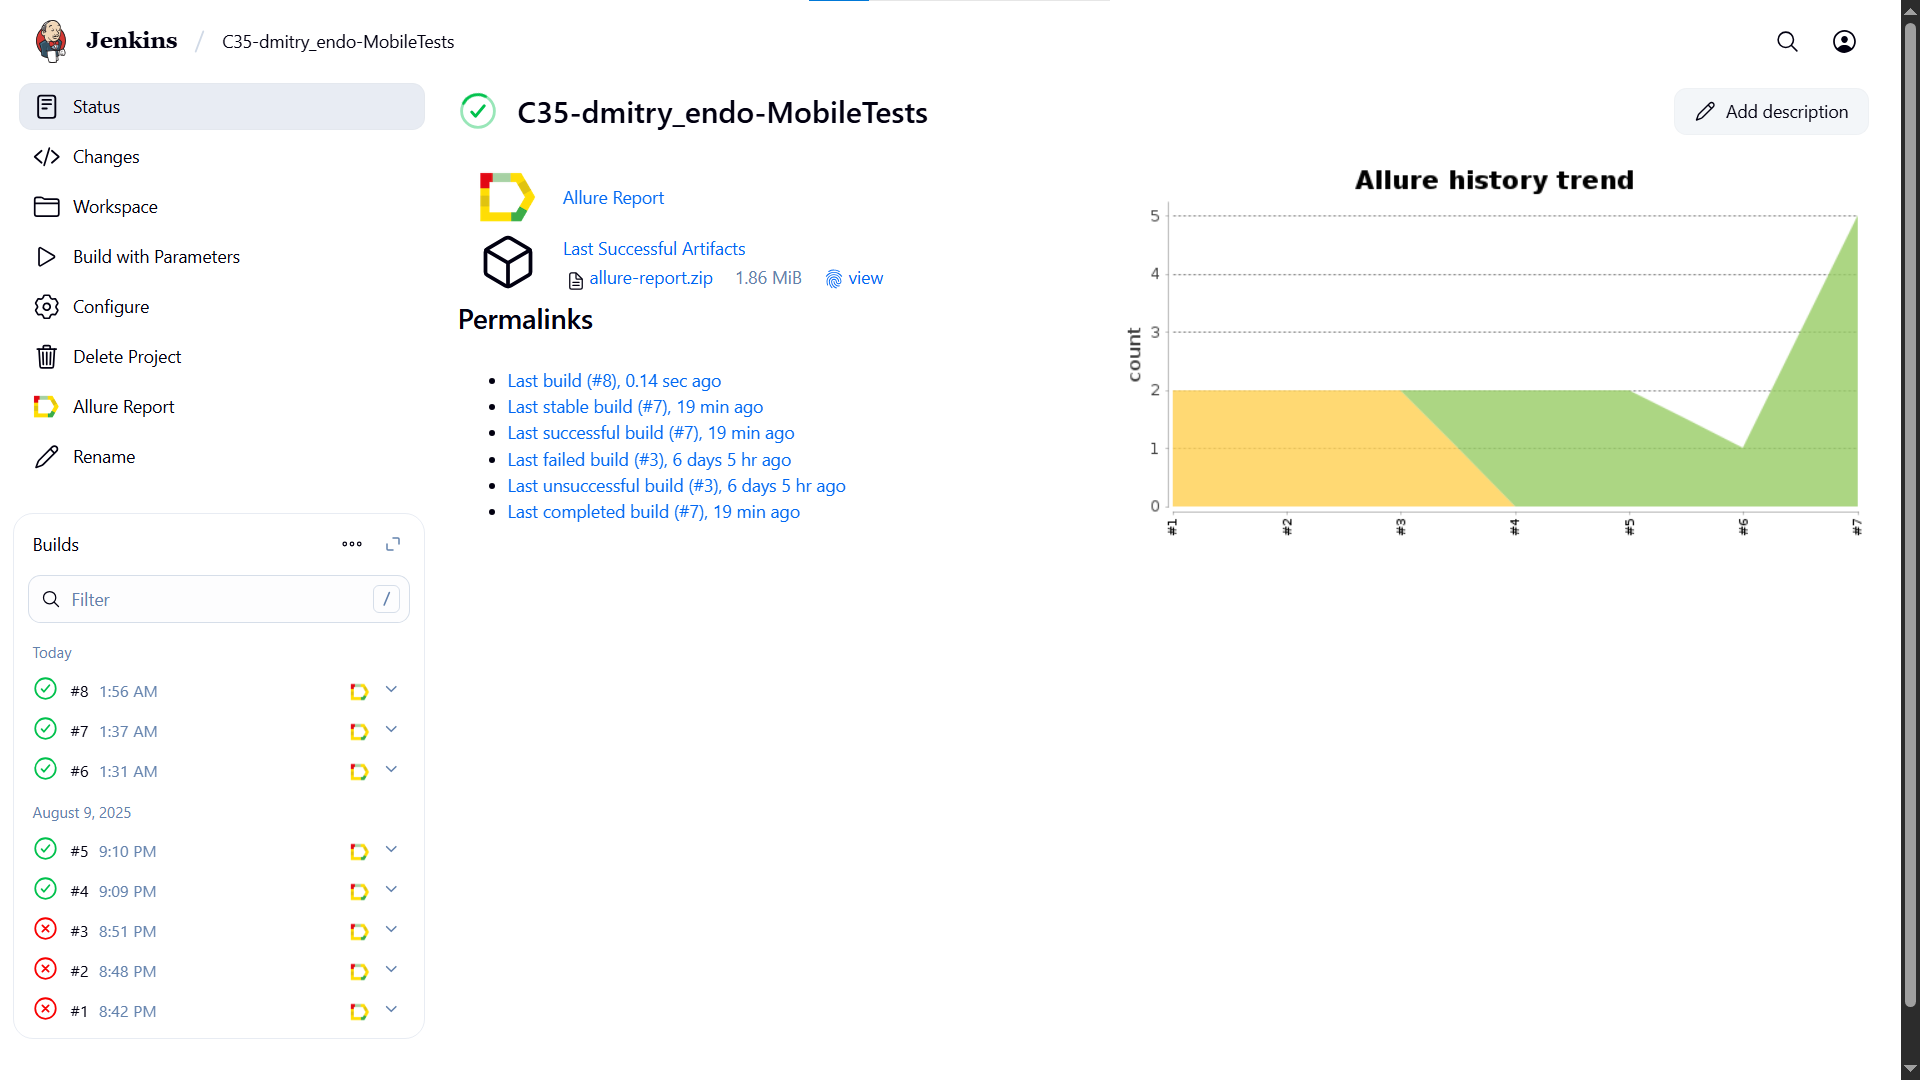 Jenkins / C35-dmitry_endo-MobileTests
Status
Changes
Workspace
Build with Parameters
Configure
Delete Project
Allure Report
Rename
Builds
Filter /
Today
#8 1:56 AM
#7 1:37 AM
#6 1:31 AM
August 9, 2025
#5 9:10 PM
#4 9:09 PM
#3 8:51 PM
#2 8:48 PM
#1 8:42 PM
C35-dmitry_endo-MobileTests
Add description
Allure Report
Last Successful Artifacts
allure-report.zip 1.86 MiB view
Permalinks
Last build (#8), 0.14 sec ago
Last stable build (#7), 19 min ago
Last successful build (#7), 19 min ago
Last failed build (#3), 6 days 5 hr ago
Last unsuccessful build (#3), 6 days 5 hr ago
Last completed build (#7), 19 min ago
Allure history trend
count
5
4
3
2
1
0
#1 #2 #3 #4 #5 #6 #7